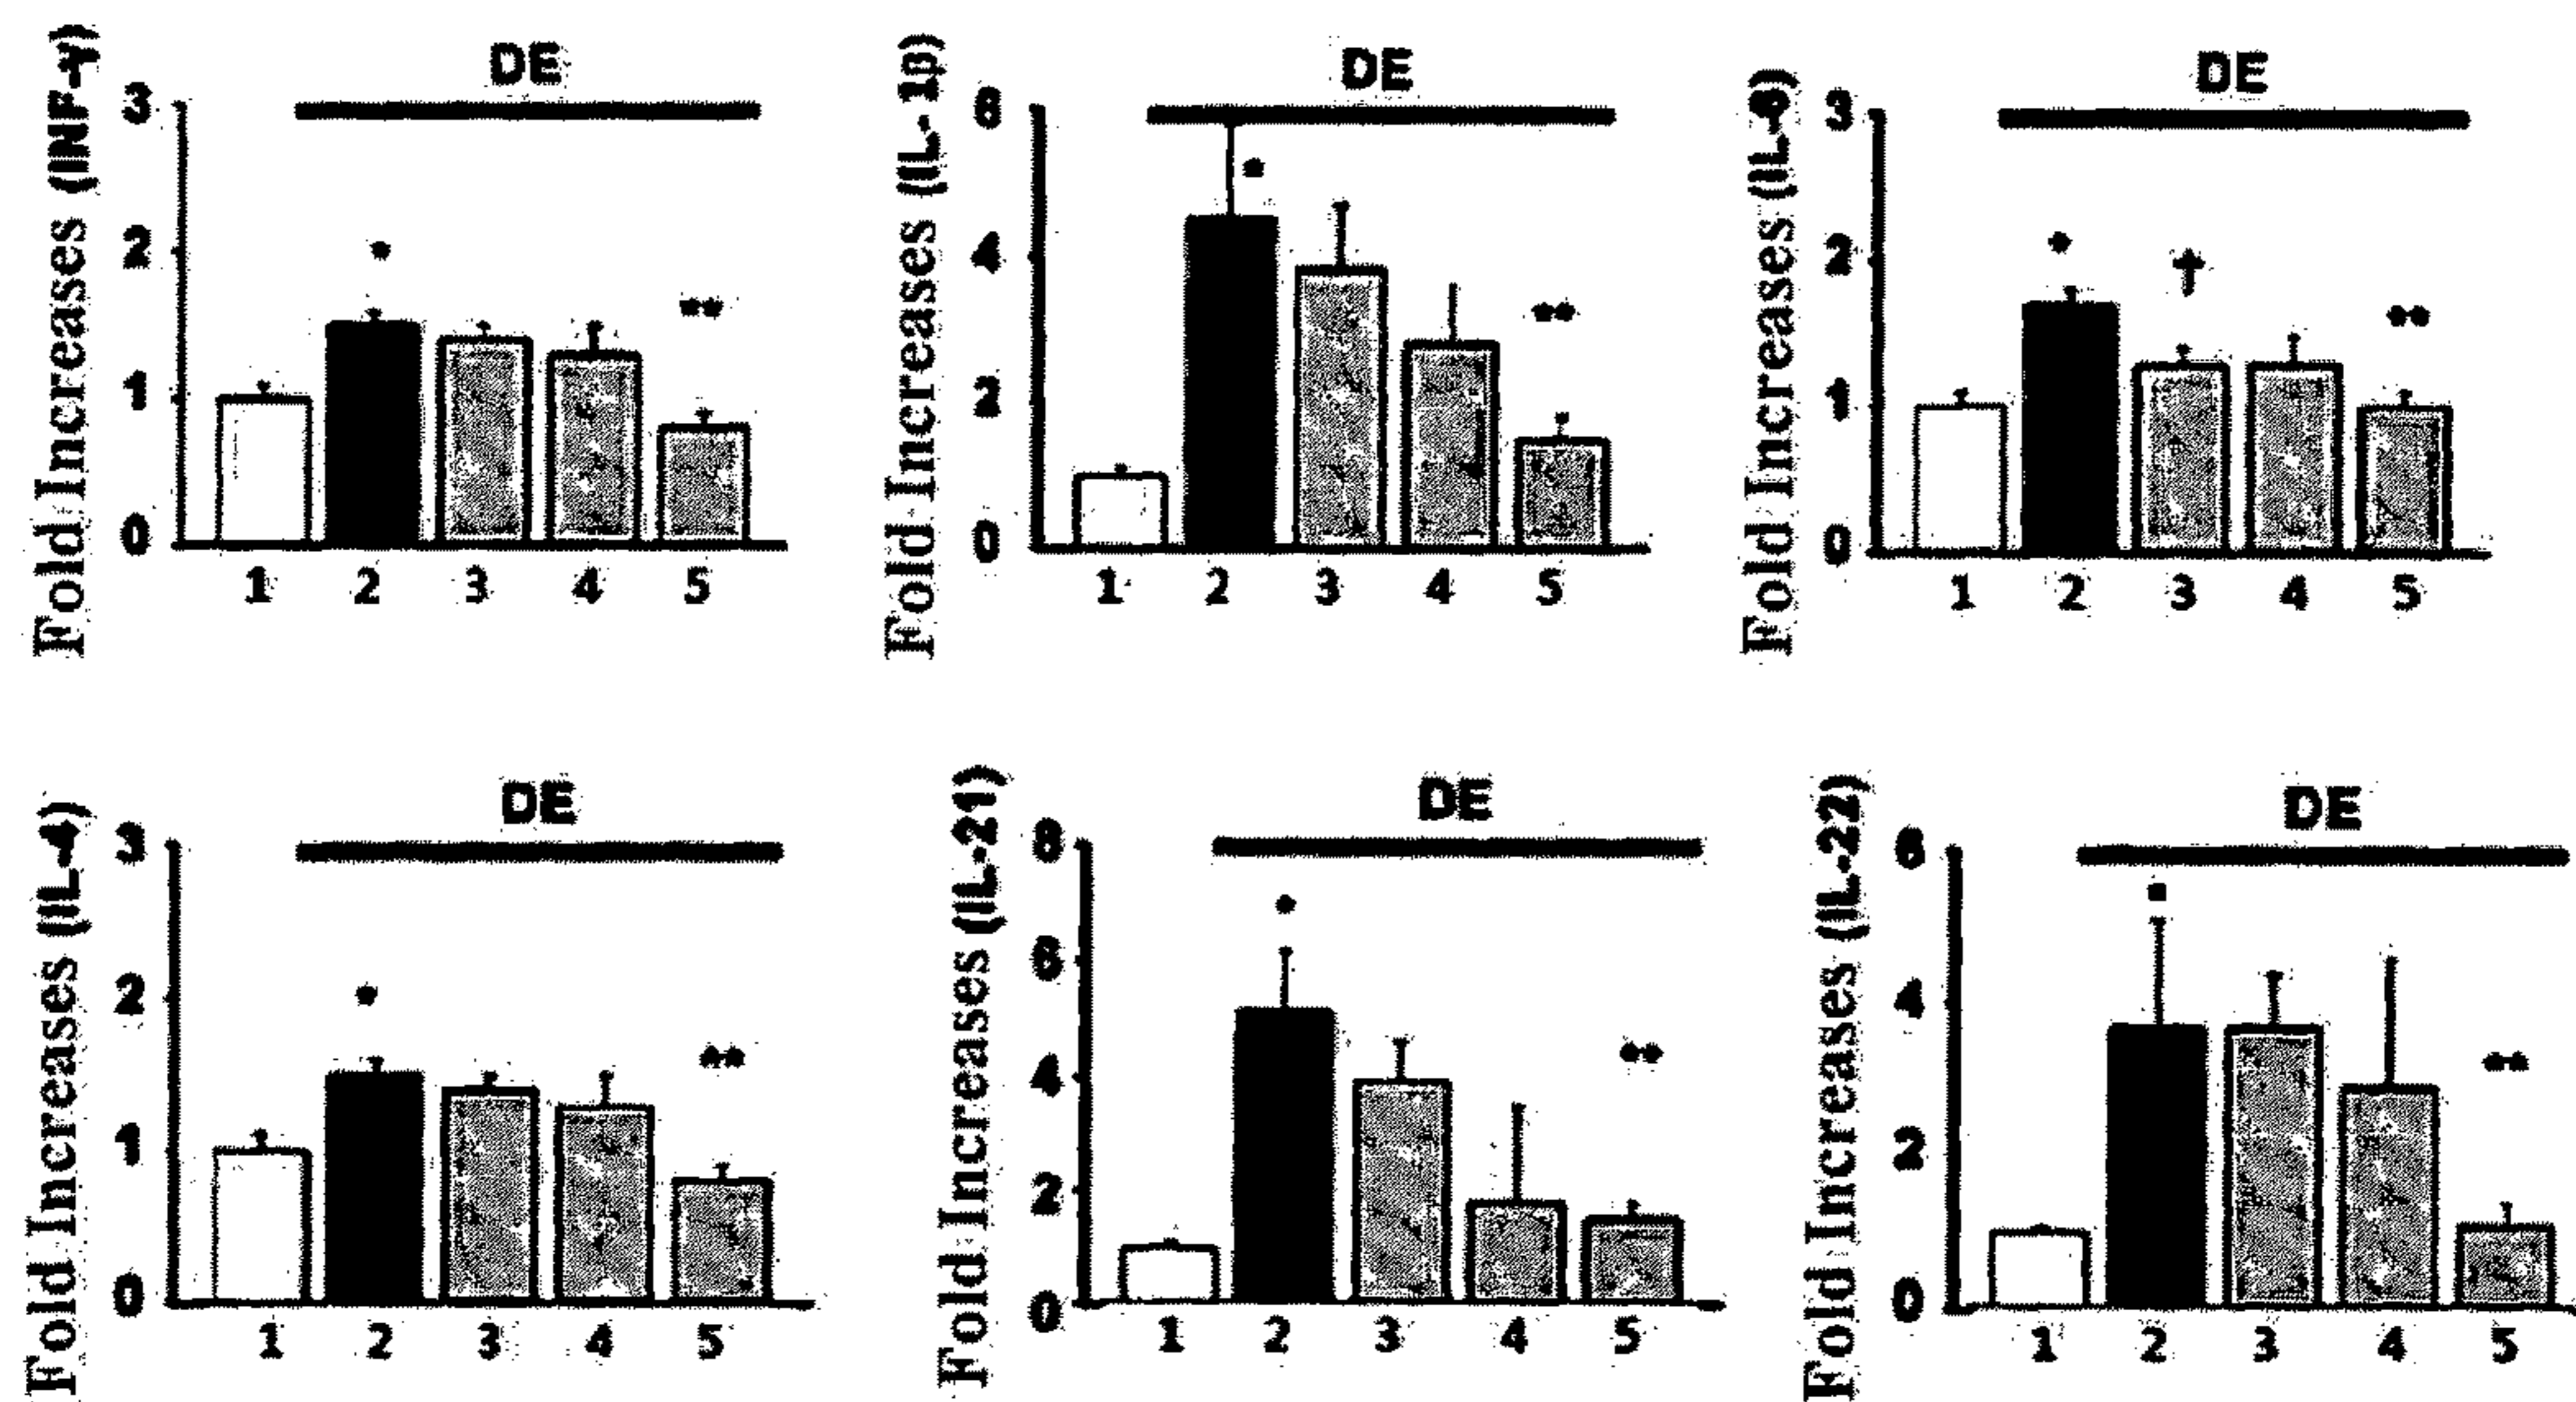 DE
Fold Increases (INF-γ)
3
2
*
**
1
0
1 2 3 4 5
DE
Fold Increases (IL-1β)
6
*
4
**
2
0
1 2 3 4 5
DE
Fold Increases (IL-6)
3
2
*
†
**
1
0
1 2 3 4 5
DE
Fold Increases (IL-4)
3
2
*
**
1
0
1 2 3 4 5
DE
Fold Increases (IL-21)
8
*
6
4
**
2
0
1 2 3 4 5
DE
Fold Increases (IL-22)
6
*
4
**
2
0
1 2 3 4 5